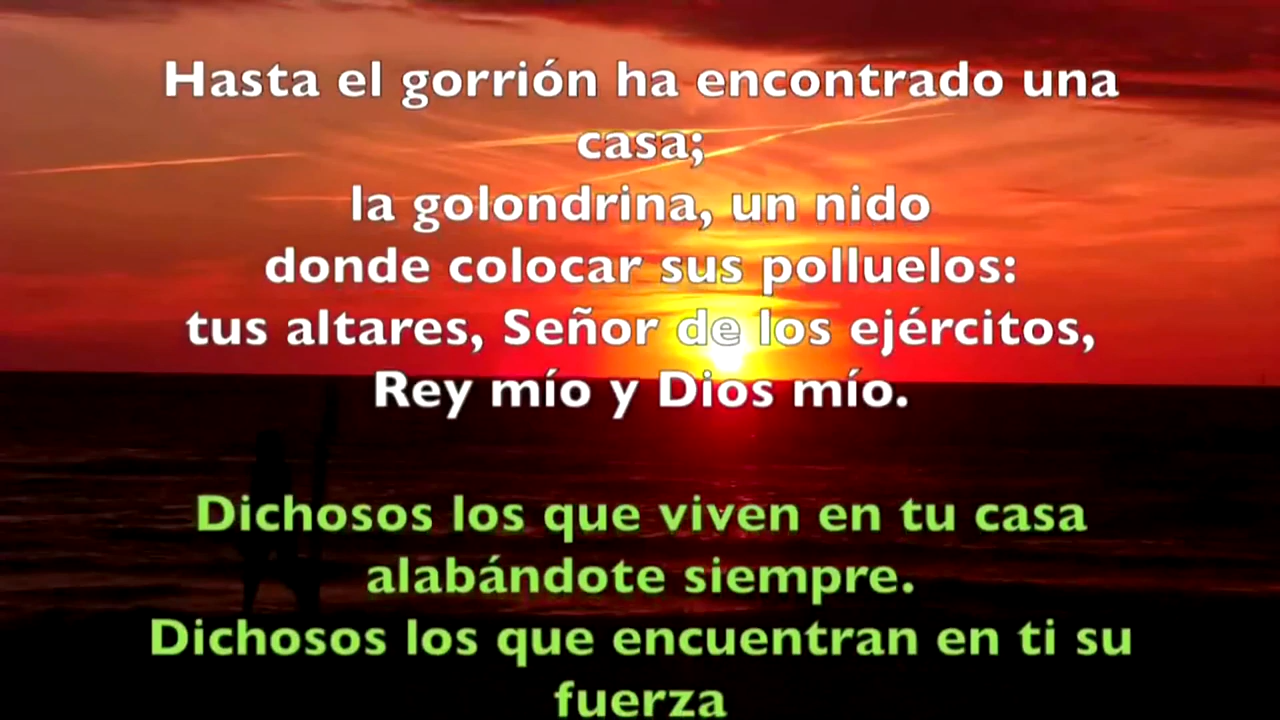 Hasta el gorrión ha encontrado una
casa;
la golondrina, un nido
donde colocar sus polluelos:
tus altares, Señor de los ejércitos,
Rey mío y Dios mío.
Dichosos los que viven en tu casa
alabándote siempre.
Dichosos los que encuentran en ti su
fuerza